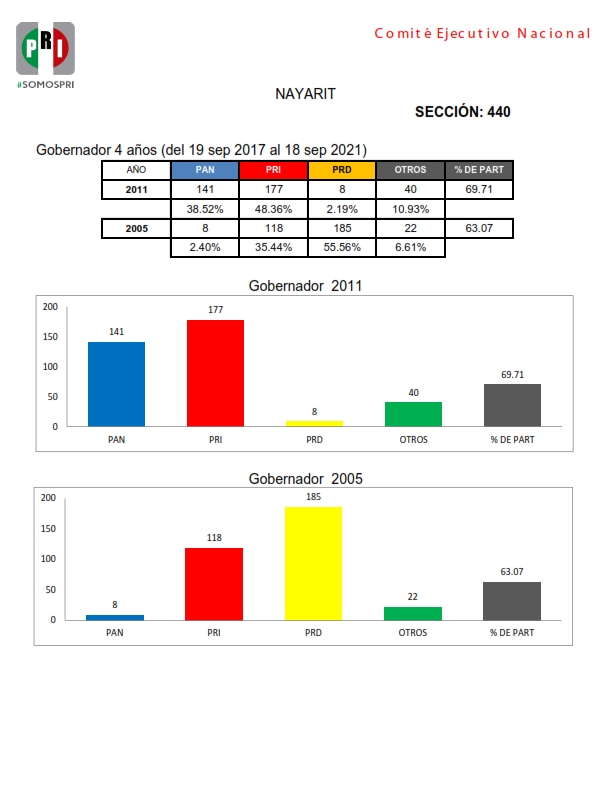 Comité Ejecutivo Nacional
PRI
#SOMOSPRI
NAYARIT
SECCIÓN: 440
Gobernador 4 años (del 19 sep 2017 al 18 sep 2021)
AÑO PAN PRI PRD OTROS % DE PART
2011 141 177 8 40 69.71
38.52% 48.36% 2.19% 10.93%
2005 8 118 185 22 63.07
2.40% 35.44% 55.56% 6.61%
Gobernador 2011
200
150
100
50
0
141
177
8
40
69.71
PAN PRI PRD OTROS % DE PART
Gobernador 2005
200
150
100
50
0
8
118
185
22
63.07
PAN PRI PRD OTROS % DE PART